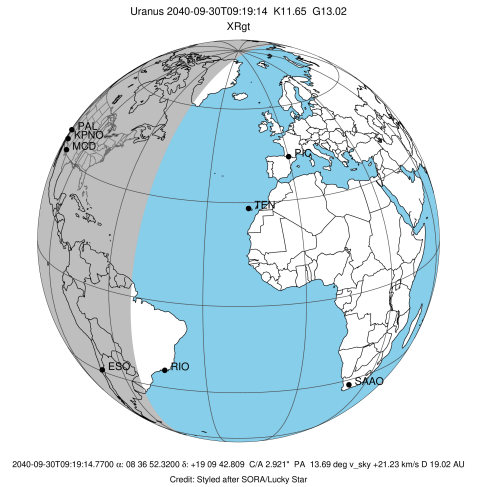 Uranus 2040-09-30T09:19:14  K11.65  G13.02
XRgt
PAL
KPNO
MCD
PIC
TEN
ESO
RIO
SAAO
2040-09-30T09:19:14.7700 α: 08 36 52.3200 δ: +19 09 42.809  C/A 2.921"  PA  13.69 deg v_sky +21.23 km/s D 19.02 AU
Credit: Styled after SORA/Lucky Star